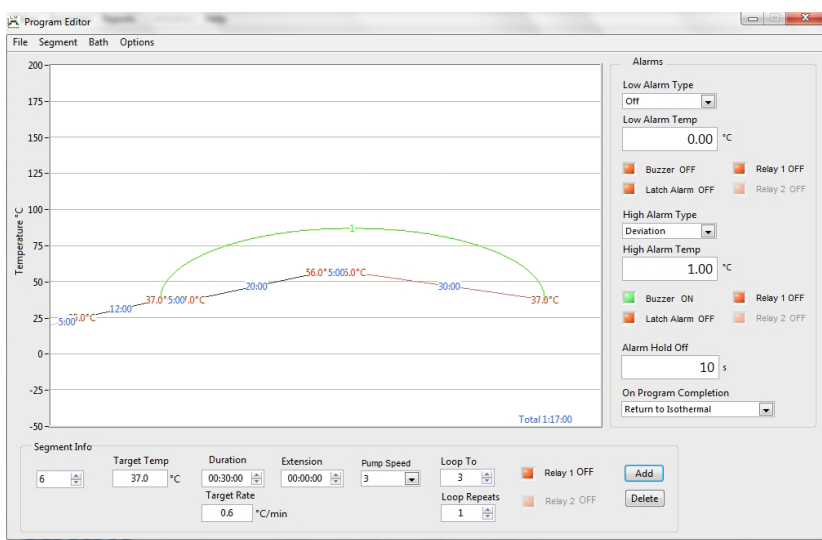 Program Editor
Reports
Help
File Segment Bath Options
200
175
150
125
100
75
50
25
0
-25
-50
Temperature °C
1
5:00
12:00
37.0°
5:00
20:00
56.0°
5:00
30:00
37.0°C
Total 1:17:00
Alarms
Low Alarm Type
Off
Low Alarm Temp
0.00 °C
Buzzer OFF Relay 1 OFF
Latch Alarm OFF Relay 2 OFF
High Alarm Type
Deviation
High Alarm Temp
1.00 °C
Buzzer ON Relay 1 OFF
Latch Alarm OFF Relay 2 OFF
Alarm Hold Off
10 s
On Program Completion
Return to Isothermal
Segment Info
Target Temp Duration Extension Pump Speed Loop To
6 37.0 °C 00:30:00 00:00:00 3 3 Relay 1 OFF Add
Target Rate Loop Repeats
0.6 °C/min 1 Relay 2 OFF Delete